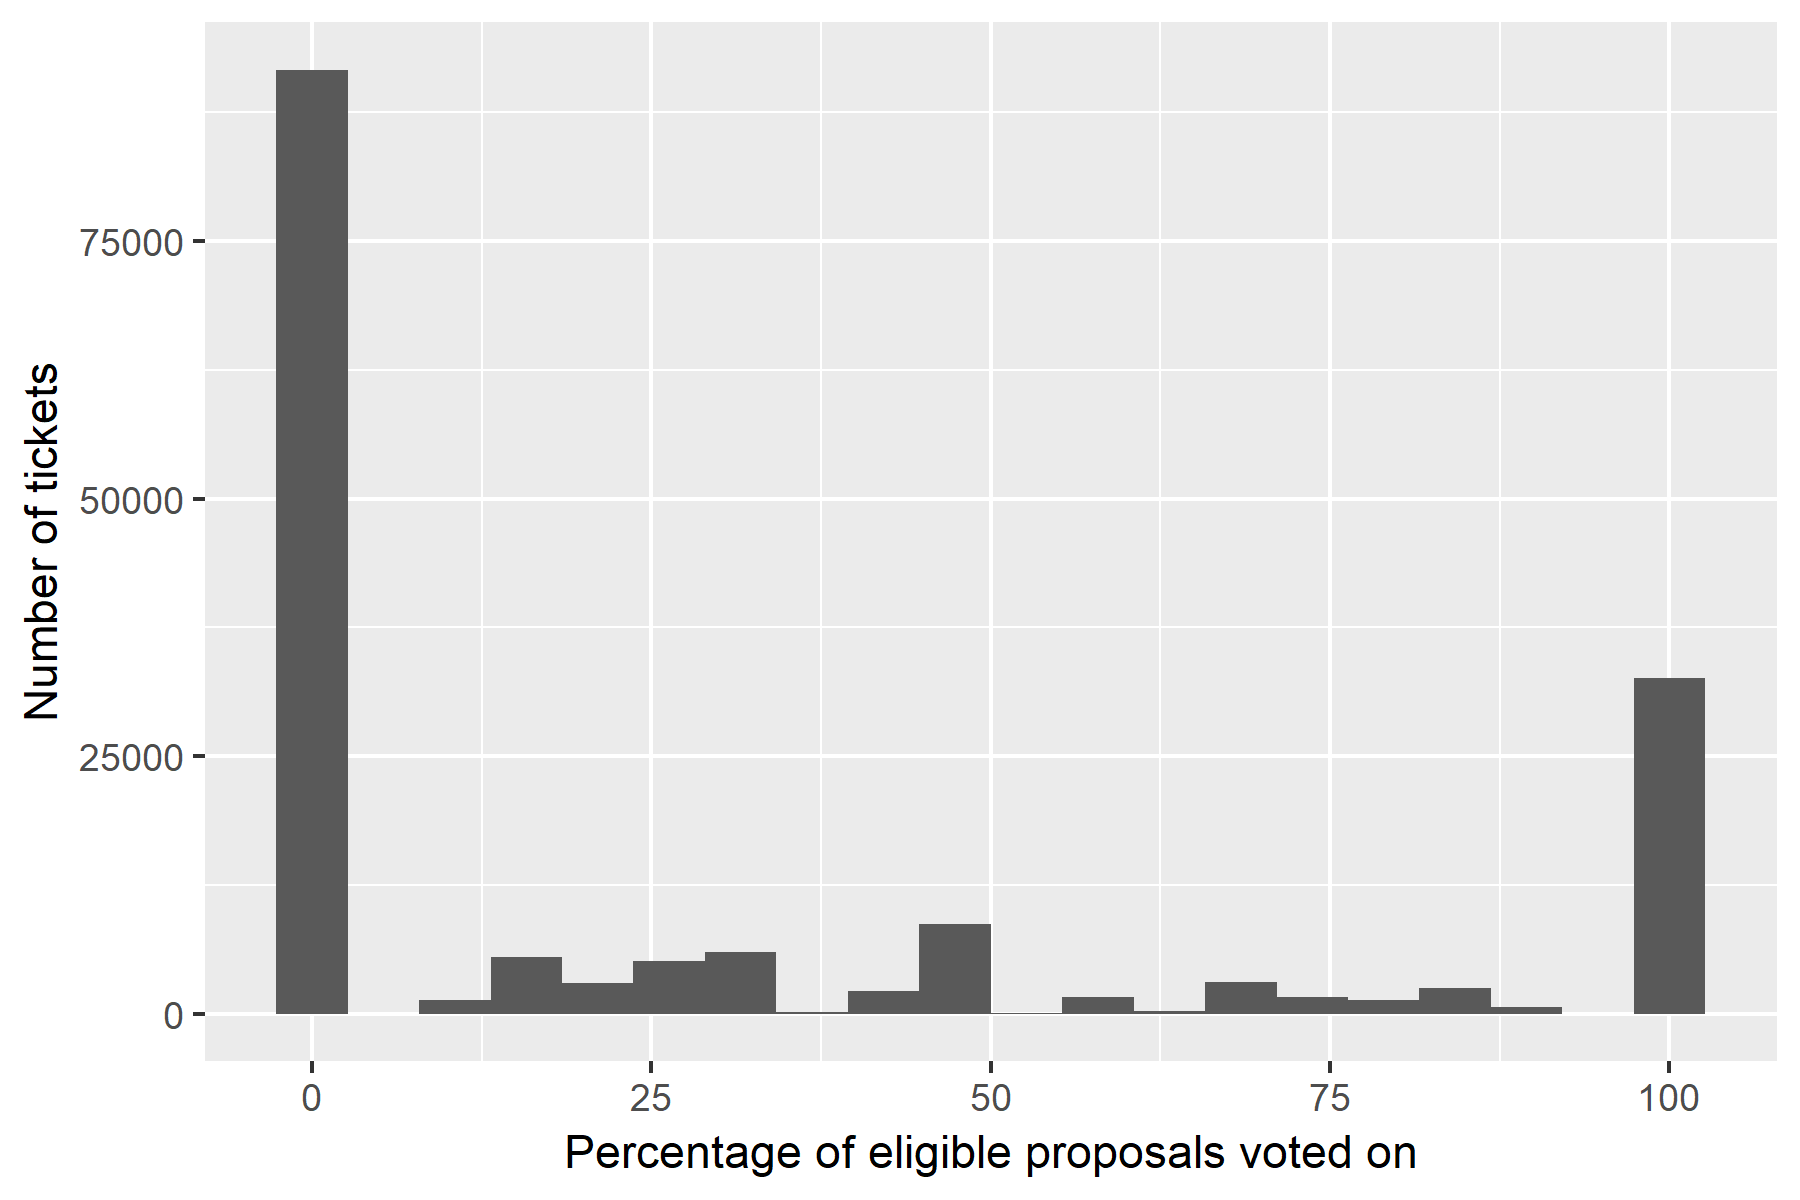 Number of tickets
75000
50000
25000
0
0 25 50 75 100
Percentage of eligible proposals voted on